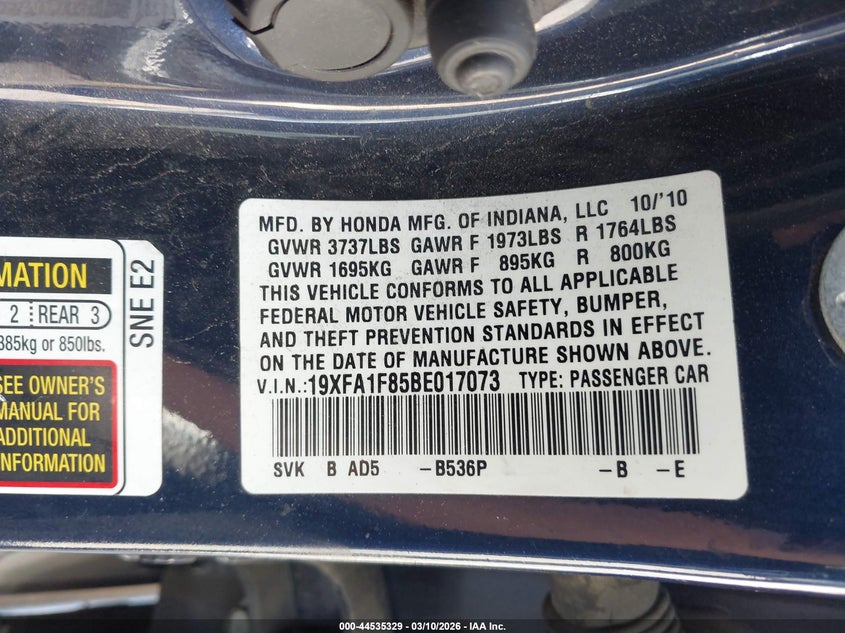 MFD. BY HONDA MFG. OF INDIANA, LLC 10/'10
GVWR 3737LBS GAWR F 1973LBS R 1764LBS
GVWR 1695KG GAWR F 895KG R 800KG
THIS VEHICLE CONFORMS TO ALL APPLICABLE
FEDERAL MOTOR VEHICLE SAFETY, BUMPER,
AND THEFT PREVENTION STANDARDS IN EFFECT
ON THE DATE OF MANUFACTURE SHOWN ABOVE.
V.I.N.:19XFA1F85BE017073 TYPE: PASSENGER CAR
SVK B AD5 -B536P -B -E
MATION
2 REAR 3
385kg or 850lbs.
SEE OWNER'S
MANUAL FOR
ADDITIONAL
INFORMATION
SNE E2
000-44535329 — 03/10/2026 — IAA Inc.